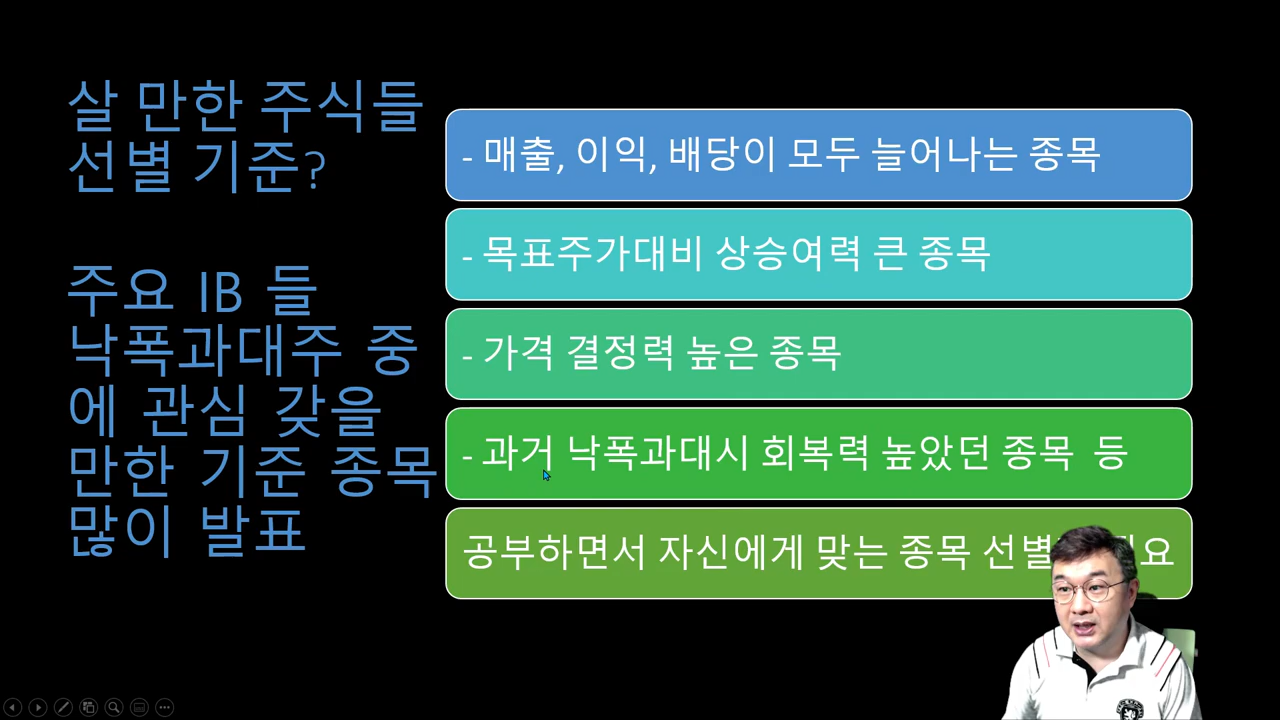 살 만한 주식들
선별 기준?
주요 IB 들
낙폭과대주 중
에 관심 갖을
만한 기준 종목
많이 발표
- 매출, 이익, 배당이 모두 늘어나는 종목
- 목표주가대비 상승여력 큰 종목
- 가격 결정력 높은 종목
- 과거 낙폭과대시 회복력 높았던 종목 등
공부하면서 자신에게 맞는 종목